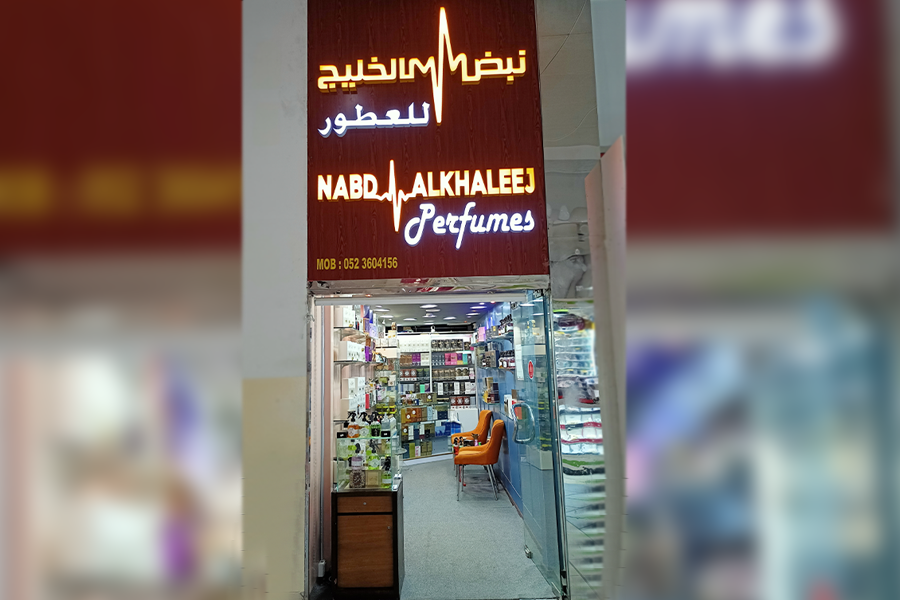 نبض الخليج
للعطور
NABD ALKHALEEJ
Perfumes
MOB : 052 3604156